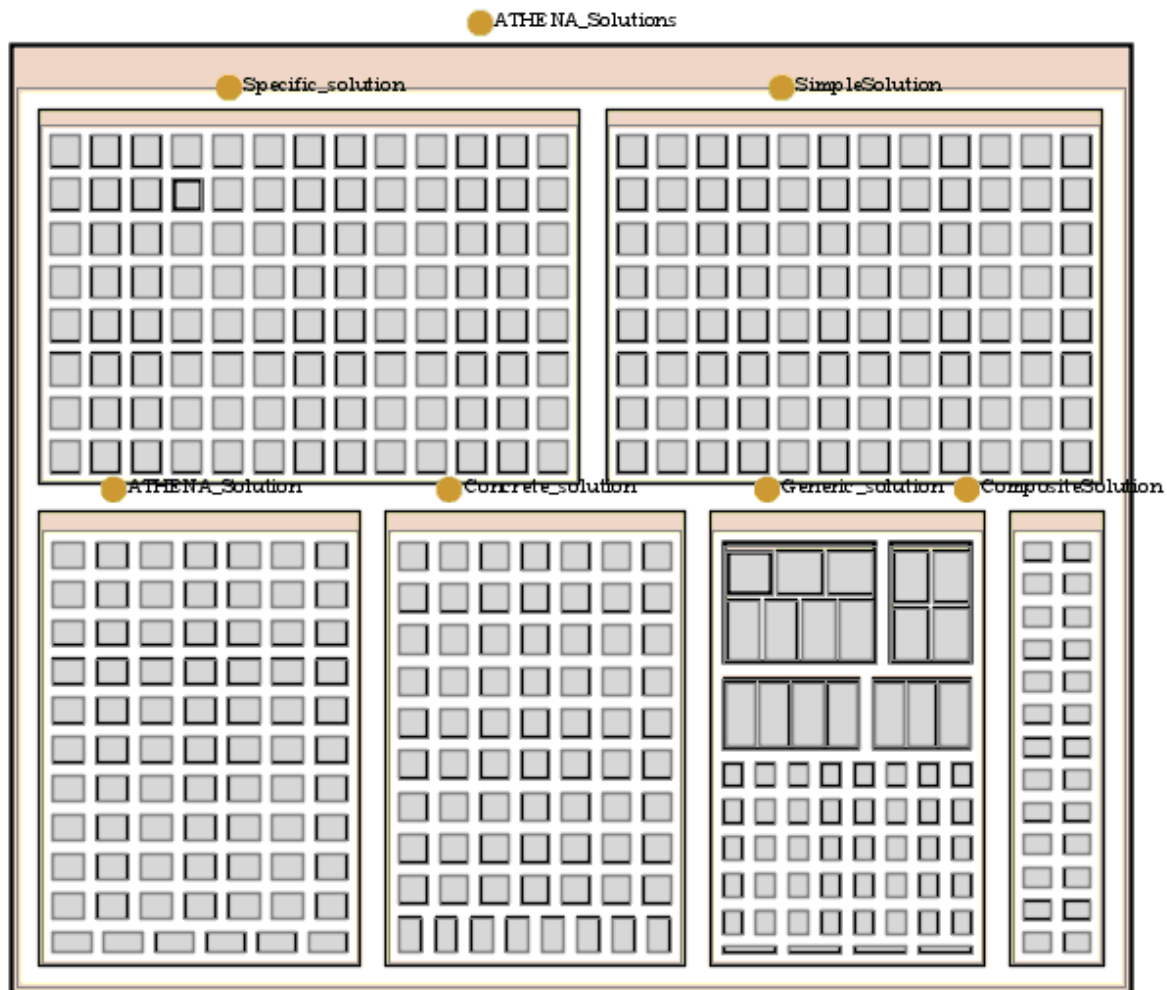 ATHENA_Solutions
Specific_solution
SimpleSolution
ATHENA_Solution
Concrete_solution
Generic_solution
CompositeSolution